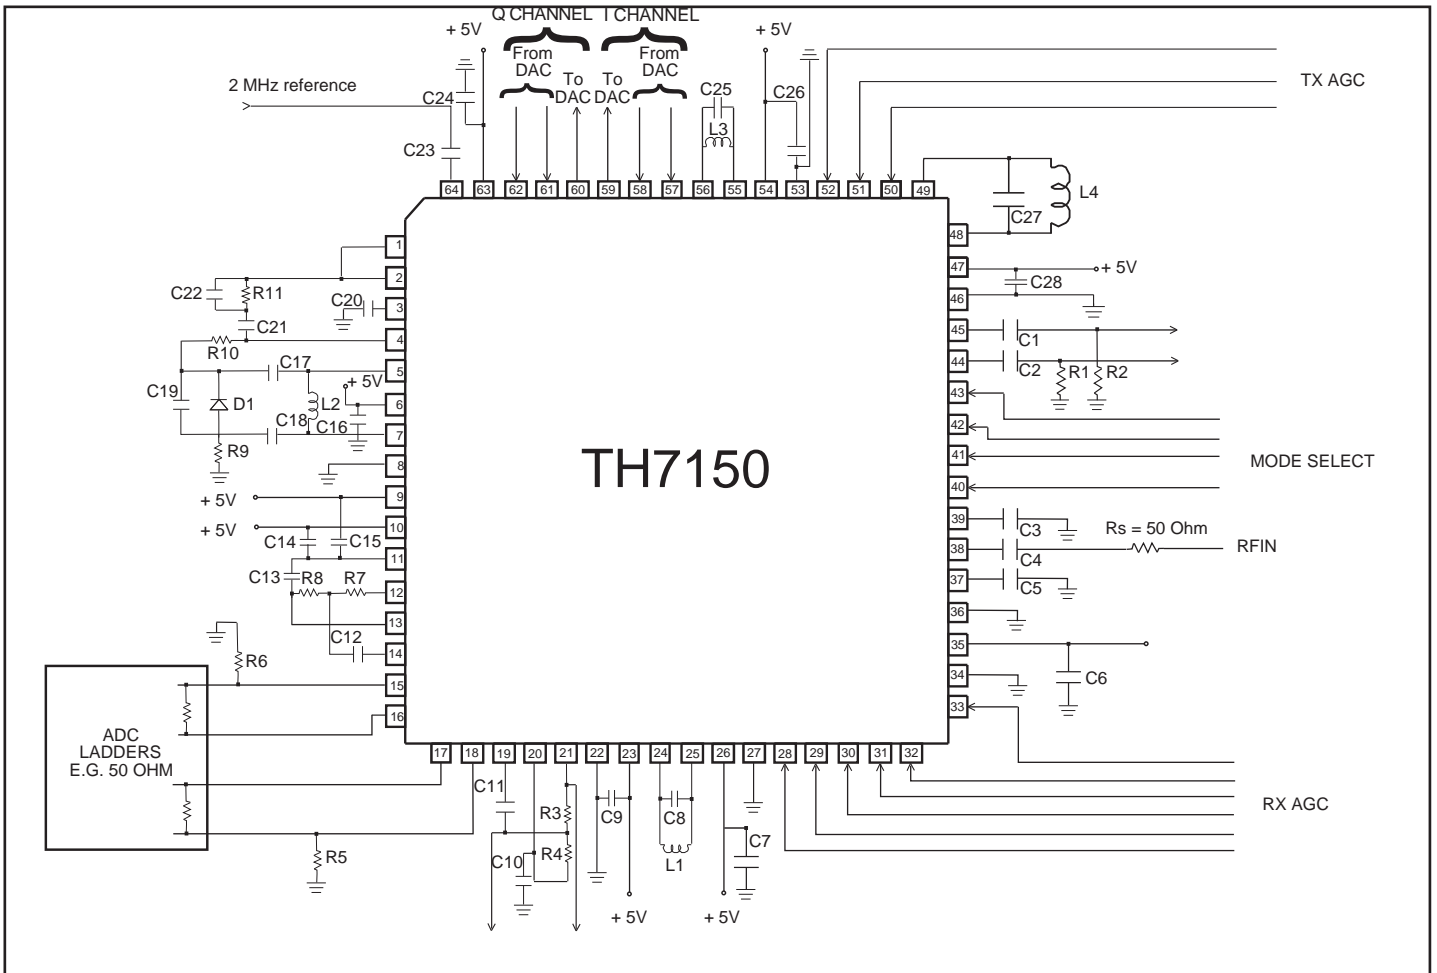 Q CHANNEL I CHANNEL
+ 5V
+ 5V
From DAC
To DAC
To DAC
From DAC
2 MHz reference
C24
C25
C26
L3
C23
TX AGC
64 63 62 61 60 59 58 57 56 55 54 53 52 51 50 49
C27
L4
1
2
3
4
5
6
7
8
9
10
11
12
13
14
15
16
48
47
46
45
44
43
42
41
40
39
38
37
36
35
34
33
C22
R11
C20
C21
R10
C17
+ 5V
C19
D1
L2
C18
C16
R9
+ 5V
+ 5V
C14
C15
C13
R8
R7
C12
R6
TH7150
+ 5V
C28
C1
C2
R1
R2
MODE SELECT
C3
Rs = 50 Ohm
RFIN
C4
C5
C6
ADC
LADDERS
E.G. 50 OHM
17 18 19 20 21 22 23 24 25 26 27 28 29 30 31 32
C11
R3
C9
C8
C7
RX AGC
R5
C10
R4
L1
+ 5V
+ 5V